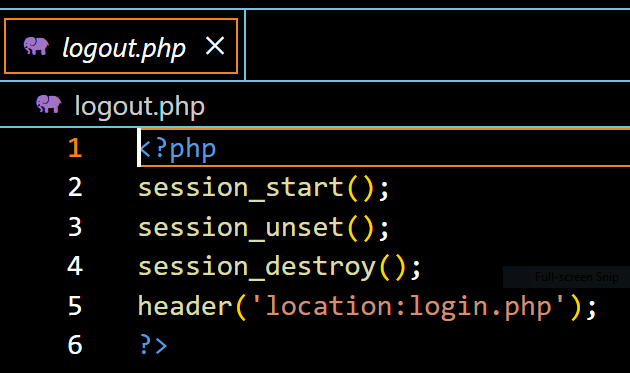 logout.php ×
logout.php
1 <?php
2 session_start();
3 session_unset();
4 session_destroy();
5 header('location:login.php');
6 ?>
Full-screen Snip